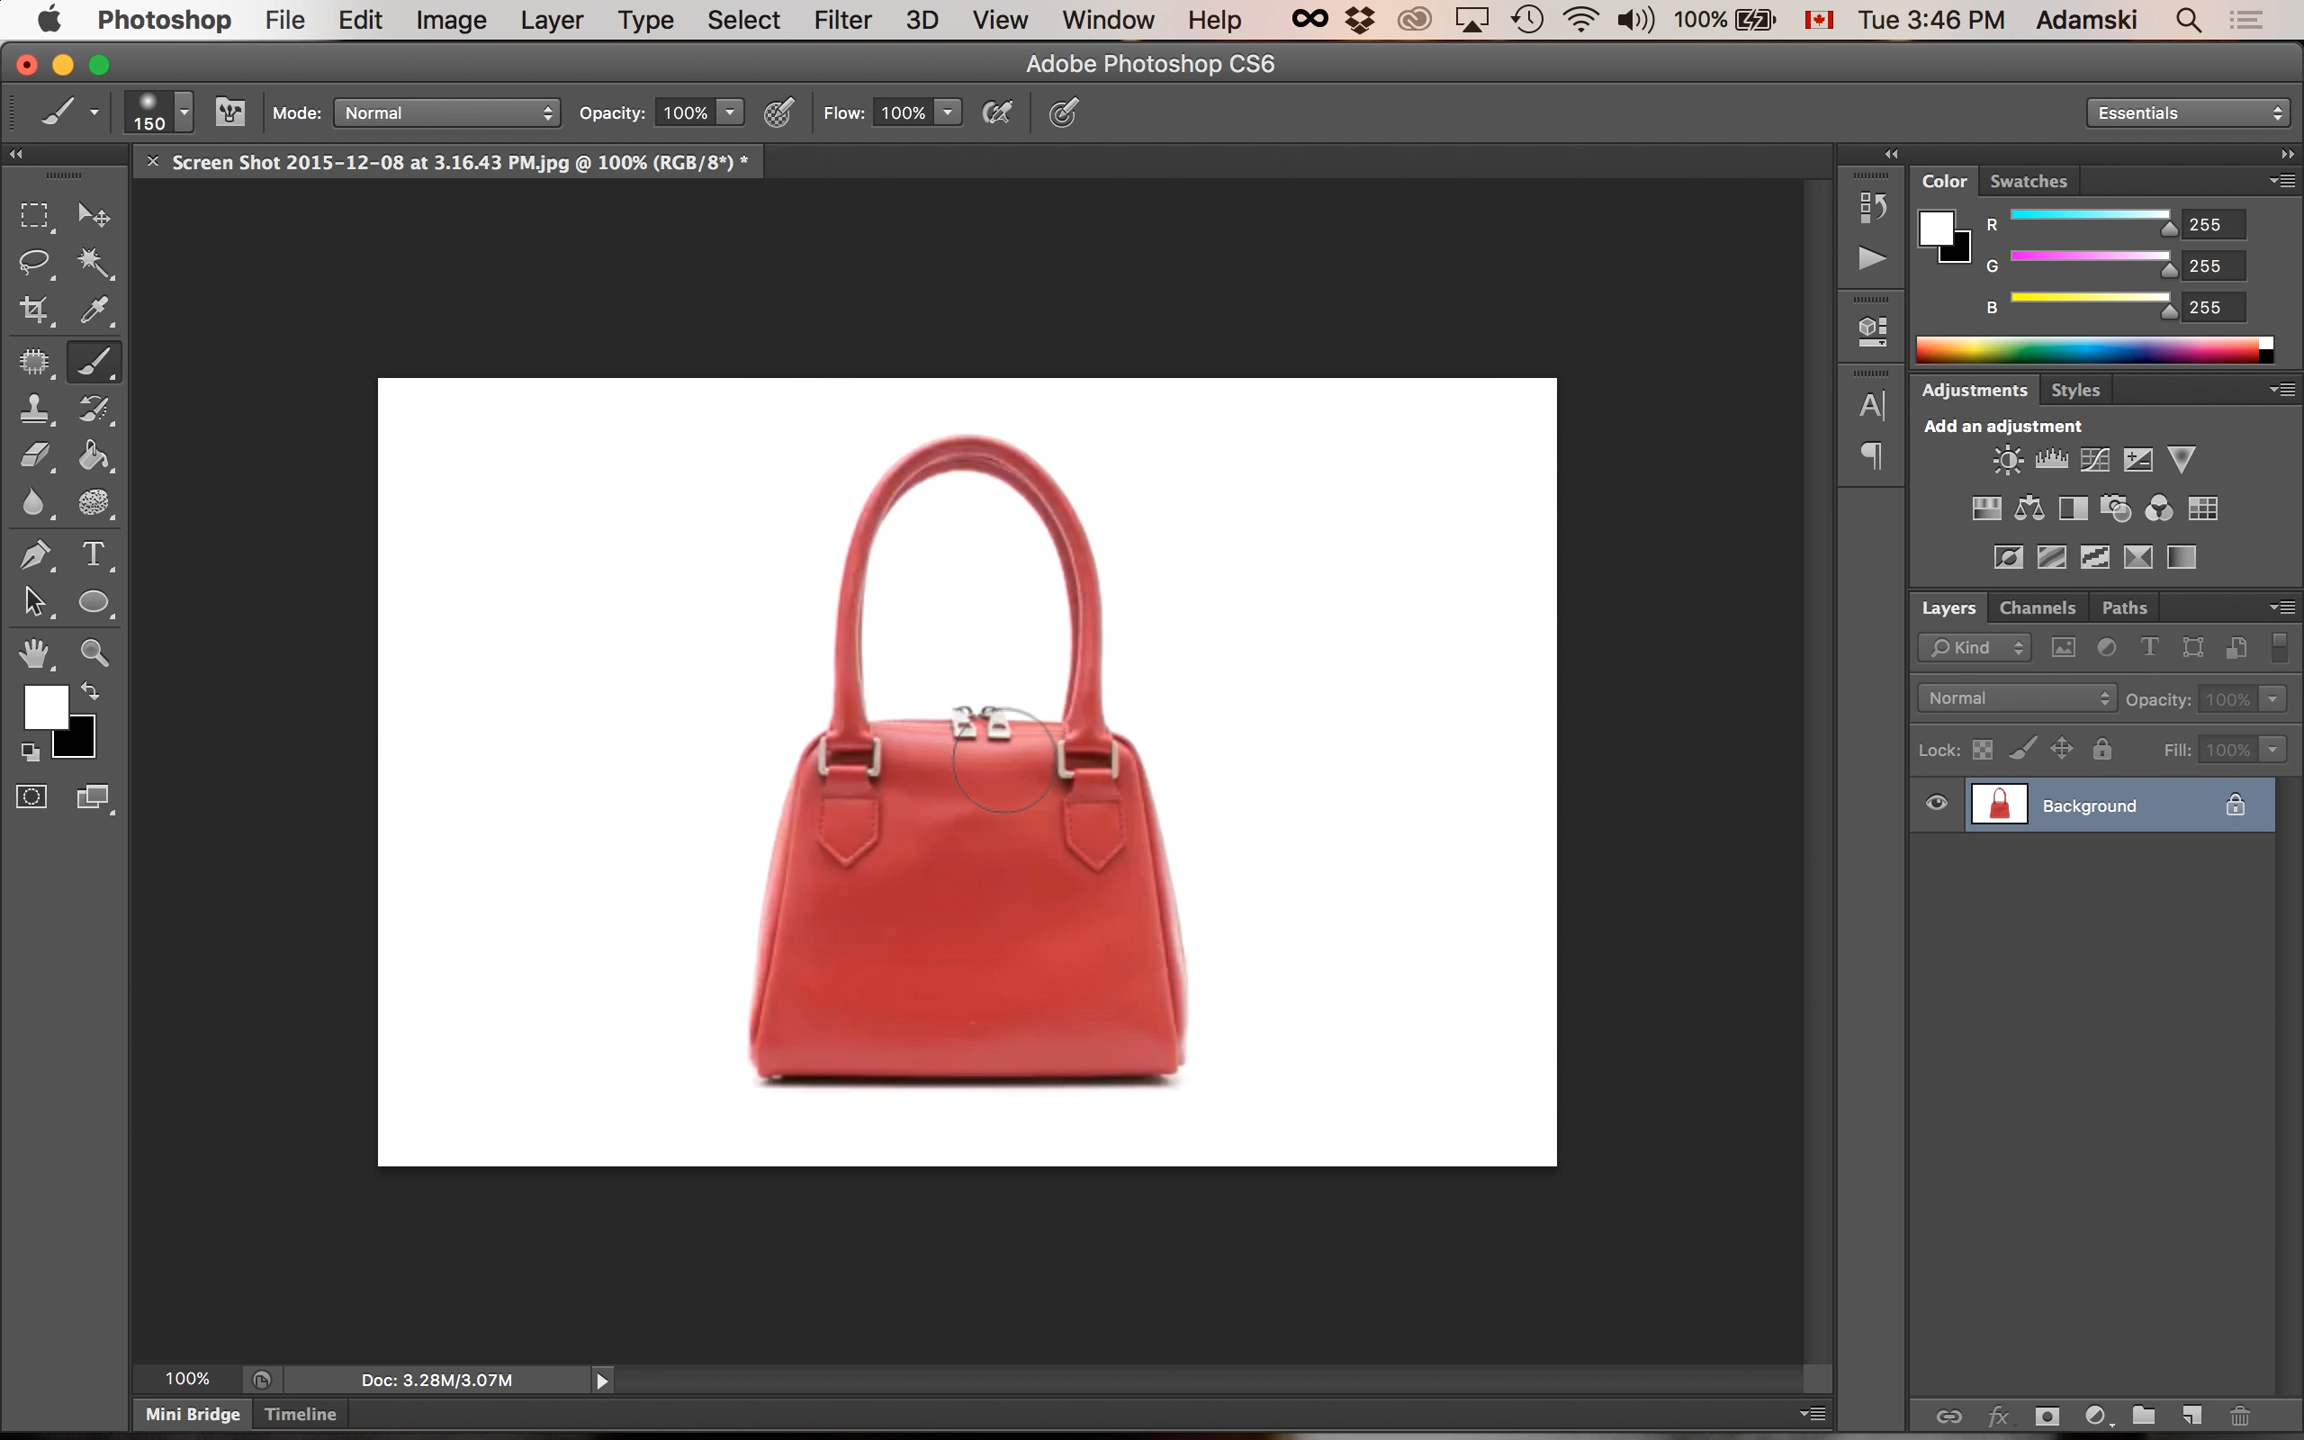 Photoshop File Edit Image Layer Type Select Filter 3D View Window Help 100% Tue 3:46 PM Adamski
Adobe Photoshop CS6
150 Mode: Normal Opacity: 100% Flow: 100% Essentials
Screen Shot 2015-12-08 at 3.16.43 PM.jpg @ 100% (RGB/8*) *
Color Swatches
R 255
G 255
B 255
Adjustments Styles
Add an adjustment
Layers Channels Paths
Kind
Normal Opacity: 100%
Lock: Fill: 100%
Background
100% Doc: 3.28M/3.07M
Mini Bridge Timeline